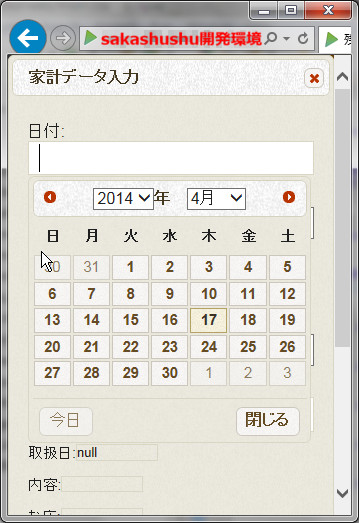 sakashushu開発環境
家計データ入力
日付:
2014 年 4月
日 月 火 水 木 金 土
30 31 1 2 3 4 5
6 7 8 9 10 11 12
13 14 15 16 17 18 19
20 21 22 23 24 25 26
27 28 29 30 1 2 3
今日 閉じる
取扱日:null
内容:
お店: